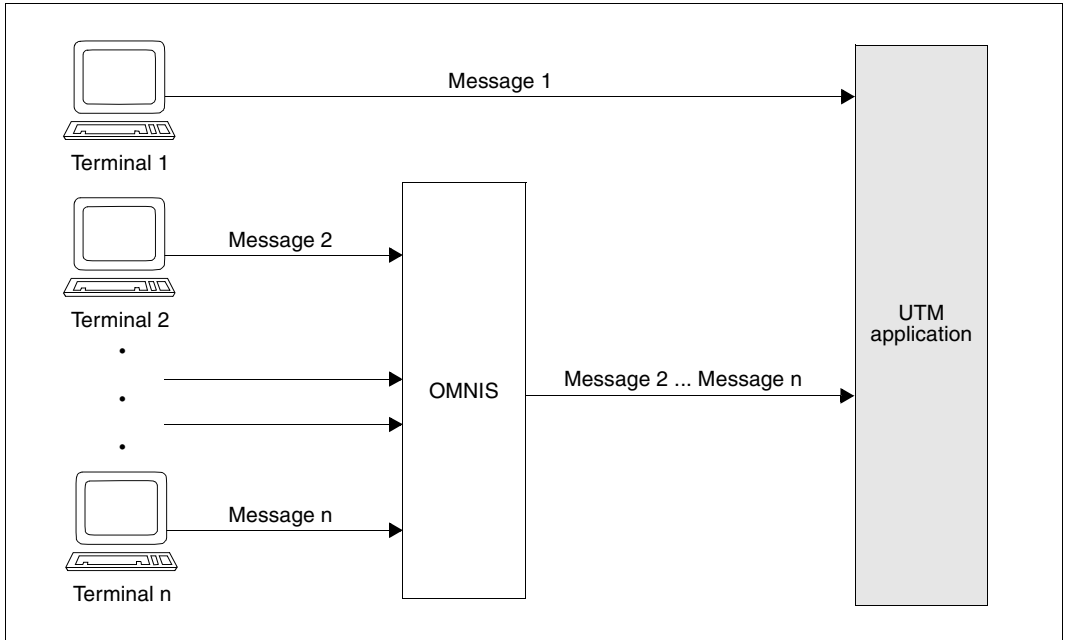 Message 1
Terminal 1
Message 2
Terminal 2
UTM
application
Message 2 ... Message n
OMNIS
Message n
Terminal n